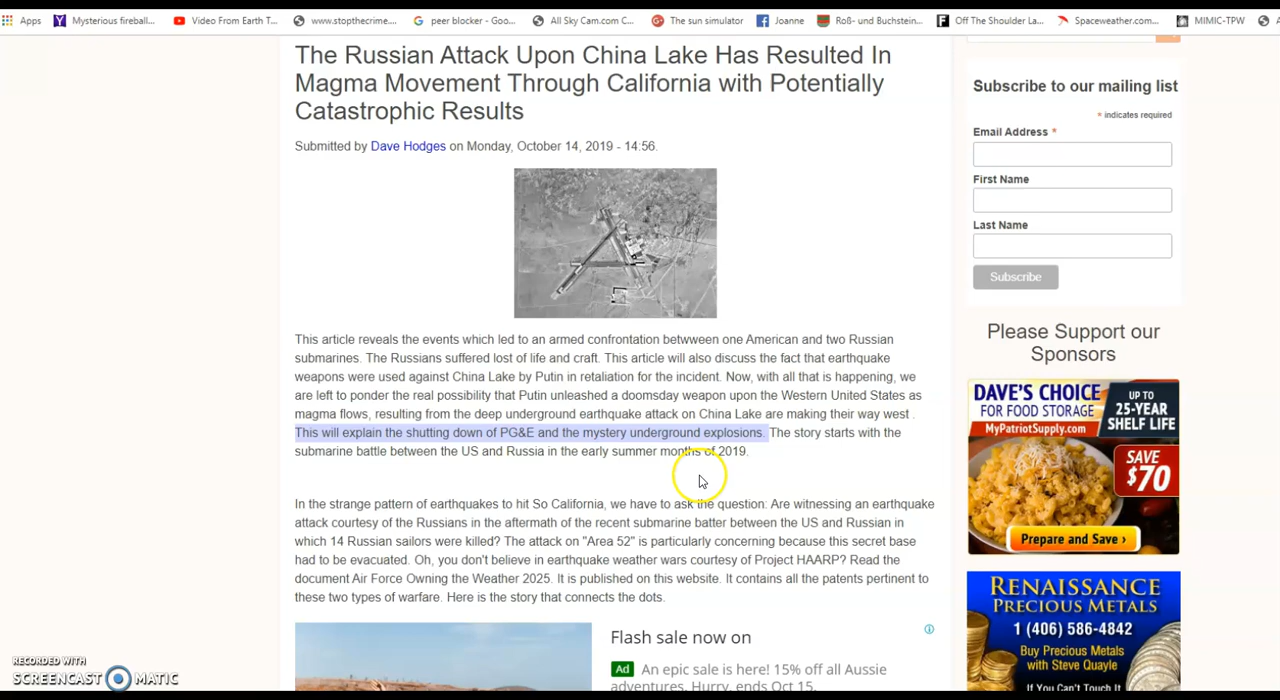 Apps Mysterious fireball... Video From Earth T... www.stopthecrime.... peer blocker - Goo... All Sky Cam.com C... The sun simulator Joanne Roß- und Buchstein... Off The Shoulder La... Spaceweather.com... MIMIC-TPW
The Russian Attack Upon China Lake Has Resulted In
Magma Movement Through California with Potentially
Catastrophic Results
Submitted by Dave Hodges on Monday, October 14, 2019 - 14:56.
This article reveals the events which led to an armed confrontation betwween one American and two Russian
submarines. The Russians suffered lost of life and craft. This article will also discuss the fact that earthquake
weapons were used against China Lake by Putin in retaliation for the incident. Now, with all that is happening, we
are left to ponder the real possibility that Putin unleashed a doomsday weapon upon the Western United States as
magma flows, resulting from the deep underground earthquake attack on China Lake are making their way west .
This will explain the shutting down of PG&E and the mystery underground explosions. The story starts with the
submarine battle between the US and Russia in the early summer months of 2019.
In the strange pattern of earthquakes to hit So California, we have to ask the question: Are witnessing an earthquake
attack courtesy of the Russians in the aftermath of the recent submarine batter between the US and Russian in
which 14 Russian sailors were killed? The attack on "Area 52" is particularly concerning because this secret base
had to be evacuated. Oh, you don't believe in earthquake weather wars courtesy of Project HAARP? Read the
document Air Force Owning the Weather 2025. It is published on this website. It contains all the patents pertinent to
these two types of warfare. Here is the story that connects the dots.
Flash sale now on
Ad An epic sale is here! 15% off all Aussie
adventures. Hurry, ends Oct 15.
Subscribe to our mailing list
* indicates required
Email Address *
First Name
Last Name
Subscribe
Please Support our
Sponsors
DAVE'S CHOICE
FOR FOOD STORAGE
MyPatriotSupply.com
UP TO
25-YEAR
SHELF LIFE
SAVE
$70
Prepare and Save ›
RENAISSANCE
PRECIOUS METALS
1 (406) 586-4842
Buy Precious Metals
with Steve Quayle
If You Can't Touch It
RECORDED WITH
SCREENCAST MATIC